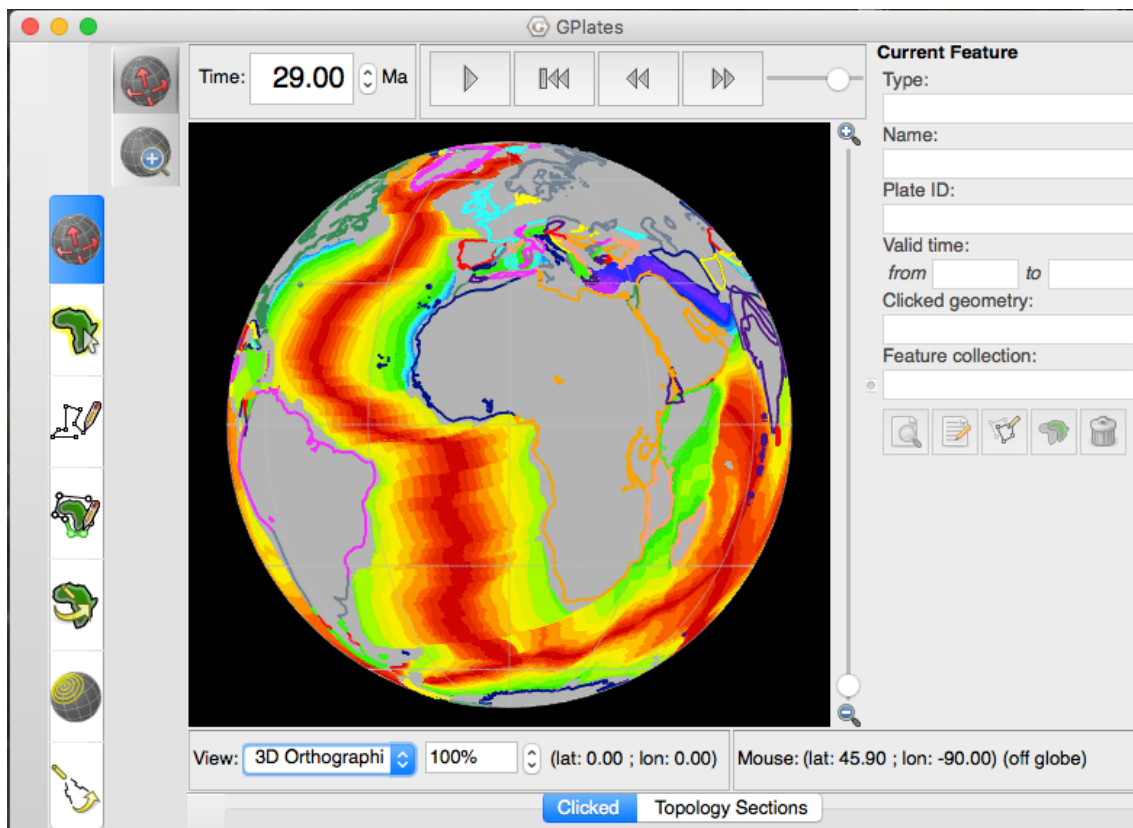 GPlates
Time: 29.00 Ma
Current Feature
Type:
Name:
Plate ID:
Valid time:
from to
Clicked geometry:
Feature collection:
View: 3D Orthographi 100% (lat: 0.00 ; lon: 0.00) Mouse: (lat: 45.90 ; lon: -90.00) (off globe)
Clicked Topology Sections